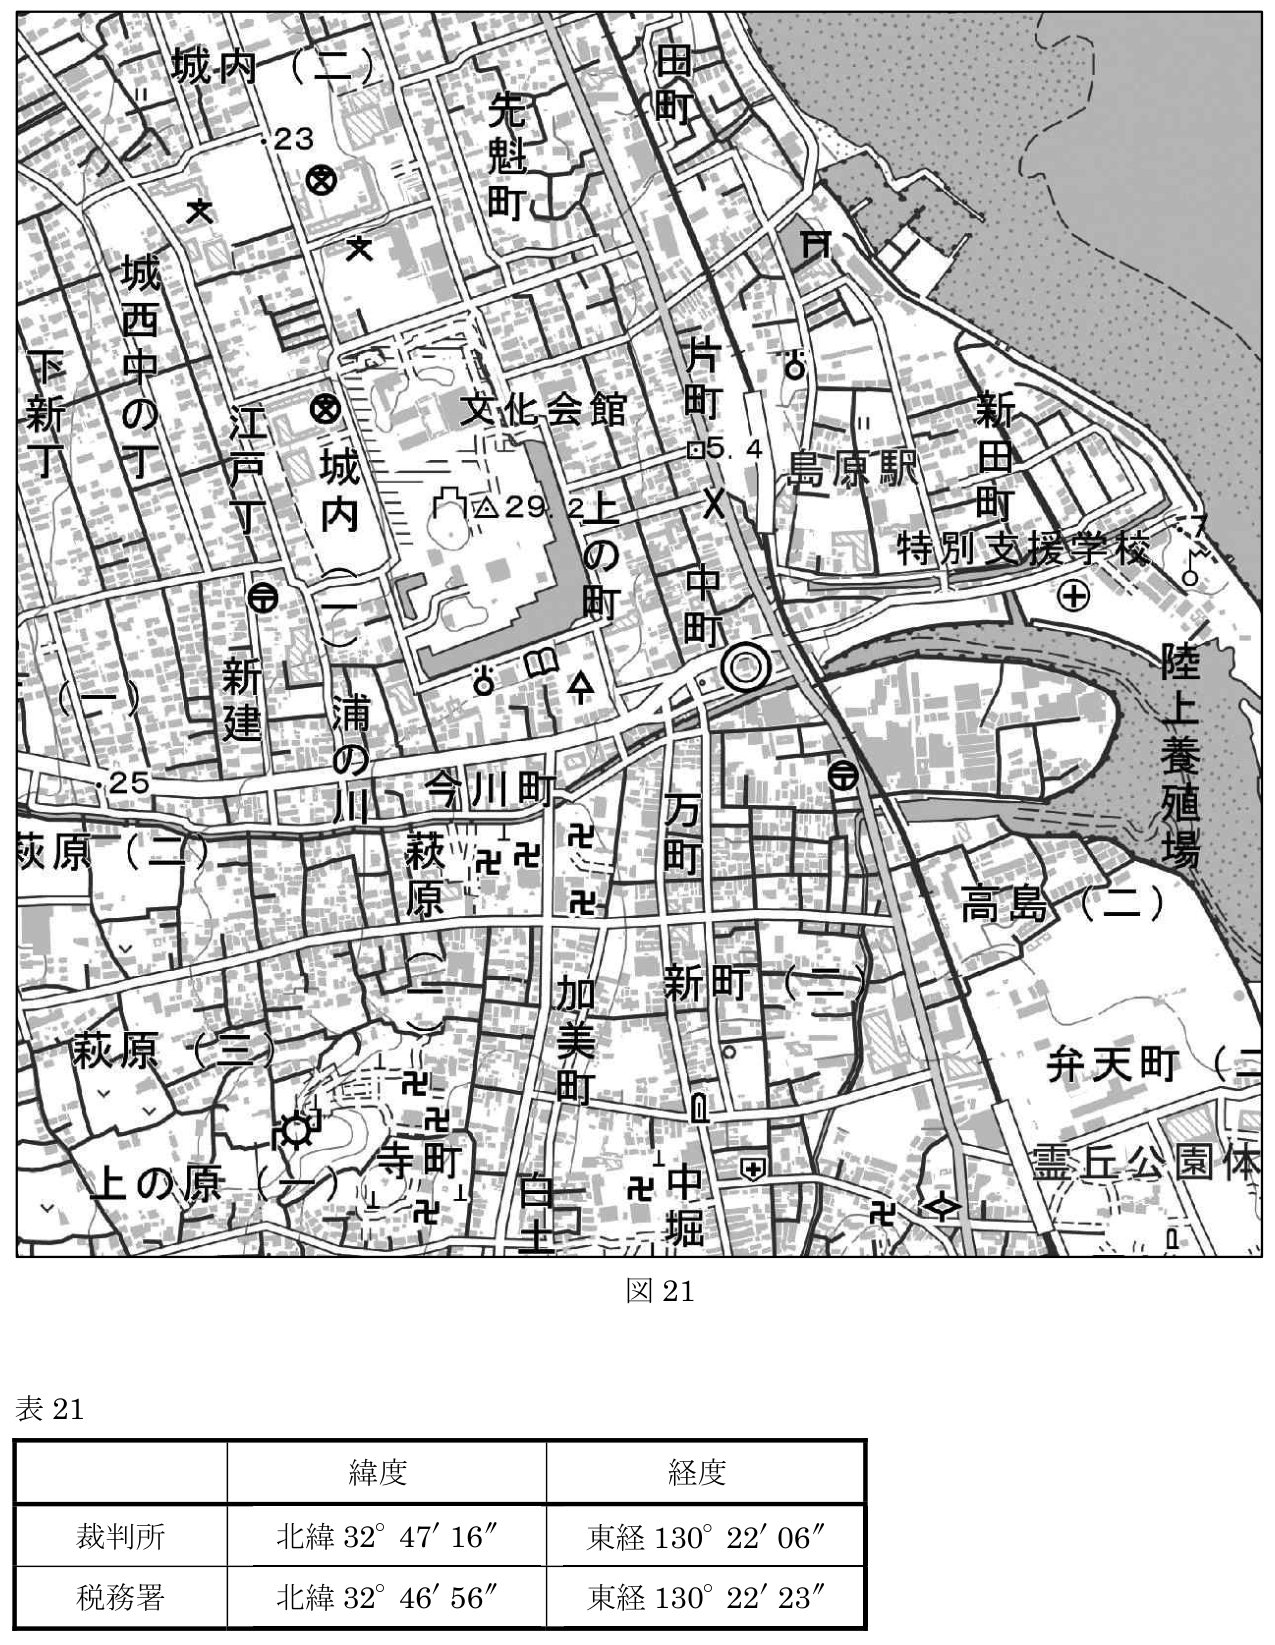 城内（二）
田町
先魁町
23
城西中の丁
下新丁
江戸丁
片町
文化会館
新田町
5.4
島原駅
城内（一）
29.2
上の町
特別支援学校
中町
新建
（一）
浦の川
陸上養殖場
25
今川町
万町
萩原（二）
萩原（一）
高島（二）
加美町
新町（二）
萩原（三）
弁天町（二
寺町
上の原（一）
白土
中堀
霊丘公園体
図 21
表 21
緯度 経度
裁判所 北緯 32° 47′ 16″ 東経 130° 22′ 06″
税務署 北緯 32° 46′ 56″ 東経 130° 22′ 23″